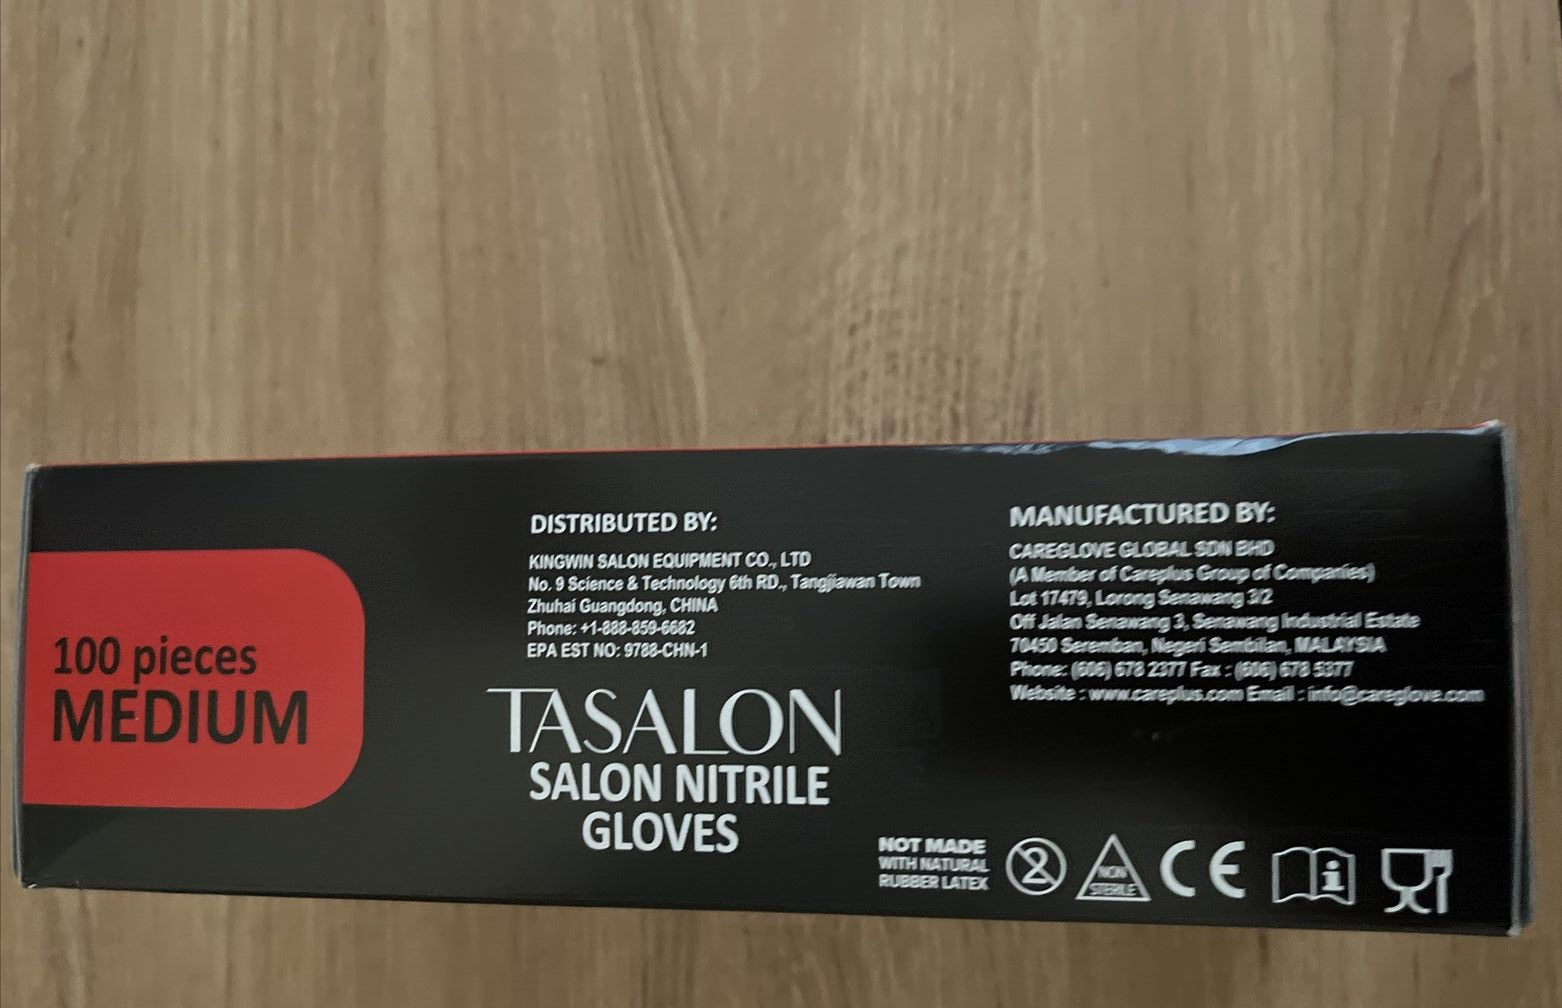 100 pieces
MEDIUM
DISTRIBUTED BY:
KINGWIN SALON EQUIPMENT CO., LTD
No. 9 Science & Technology 6th RD., Tangjiawan Town
Zhuhai Guangdong, CHINA
Phone: +1-888-859-6682
EPA EST NO: 9788-CHN-1
TASALON
SALON NITRILE
GLOVES
MANUFACTURED BY:
CAREGLOVE GLOBAL SDN BHD
(A Member of Careplus Group of Companies)
Lot 17479, Lorong Senawang 3/2
Off Jalan Senawang 3, Senawang Industrial Estate
70450 Seremban, Negeri Sembilan, MALAYSIA
Phone: (606) 678 2377 Fax : (606) 678 5377
Website : www.careplus.com Email : info@careglove.com
NOT MADE
WITH NATURAL
RUBBER LATEX
2
NON
STERILE
CE
i